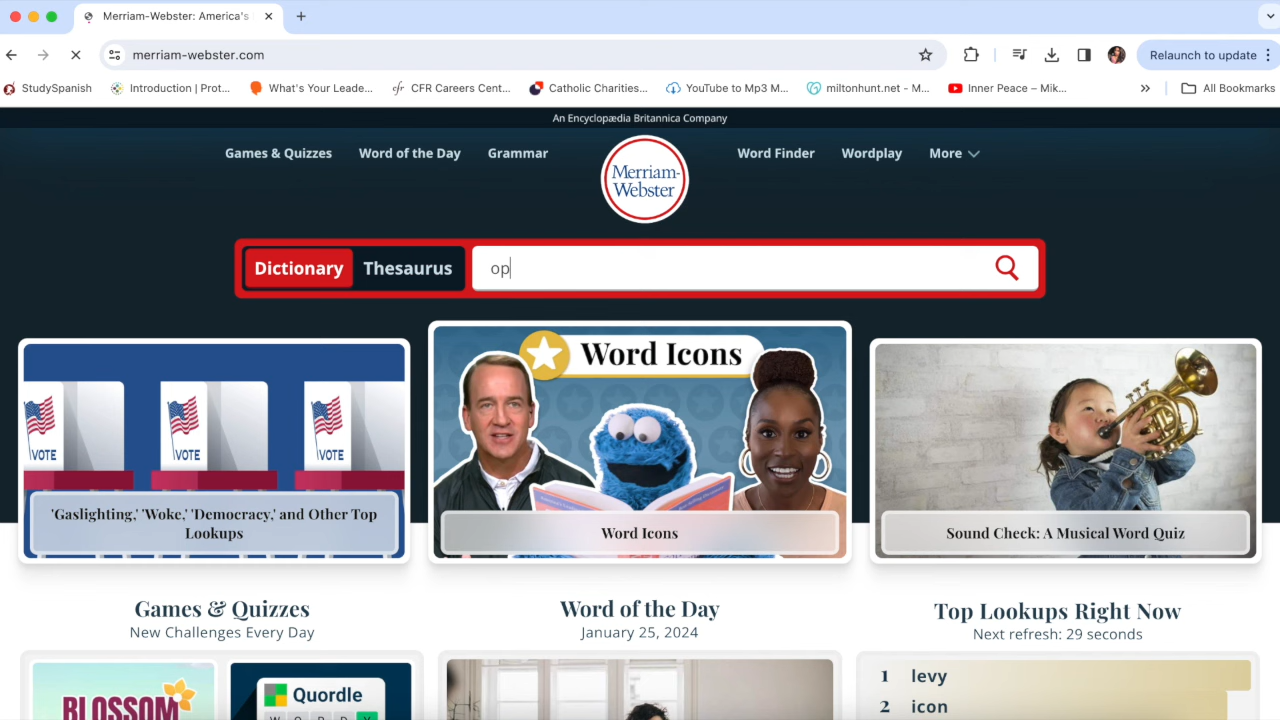 Merriam-Webster: America's
merriam-webster.com
Relaunch to update
StudySpanish
Introduction | Prot...
What's Your Leade...
cfr CFR Careers Cent...
Catholic Charities...
YouTube to Mp3 M...
miltonhunt.net - M...
Inner Peace – Mik...
All Bookmarks
An Encyclopædia Britannica Company
Games & Quizzes
Word of the Day
Grammar
Merriam-
Webster
Word Finder
Wordplay
More
Dictionary
Thesaurus
op
VOTE
VOTE
VOTE
'Gaslighting,' 'Woke,' 'Democracy,' and Other Top
Lookups
Word Icons
Word Icons
Sound Check: A Musical Word Quiz
Games & Quizzes
New Challenges Every Day
Word of the Day
January 25, 2024
Top Lookups Right Now
Next refresh: 29 seconds
BLOSSOM
Quordle
W O R D Y
1 levy
2 icon